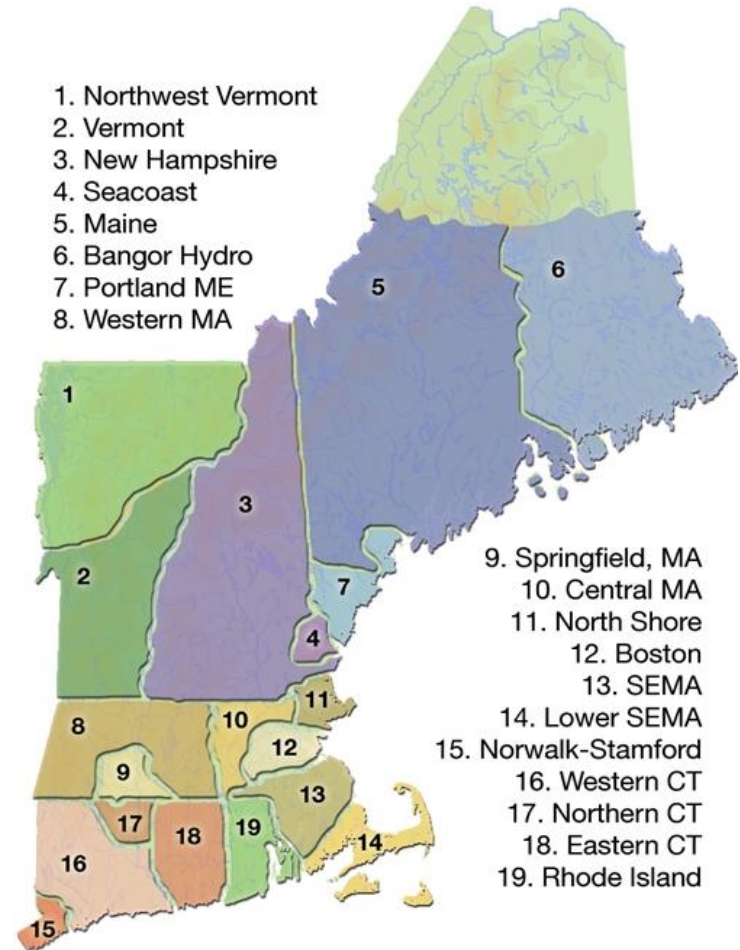 1. Northwest Vermont
2. Vermont
3. New Hampshire
4. Seacoast
5. Maine
6. Bangor Hydro
7. Portland ME
8. Western MA
5
6
1
3
2
7
4
9. Springfield, MA
10. Central MA
11. North Shore
12. Boston
13. SEMA
14. Lower SEMA
15. Norwalk-Stamford
16. Western CT
17. Northern CT
18. Eastern CT
19. Rhode Island
11
8
10
12
9
13
17
18
19
14
16
15